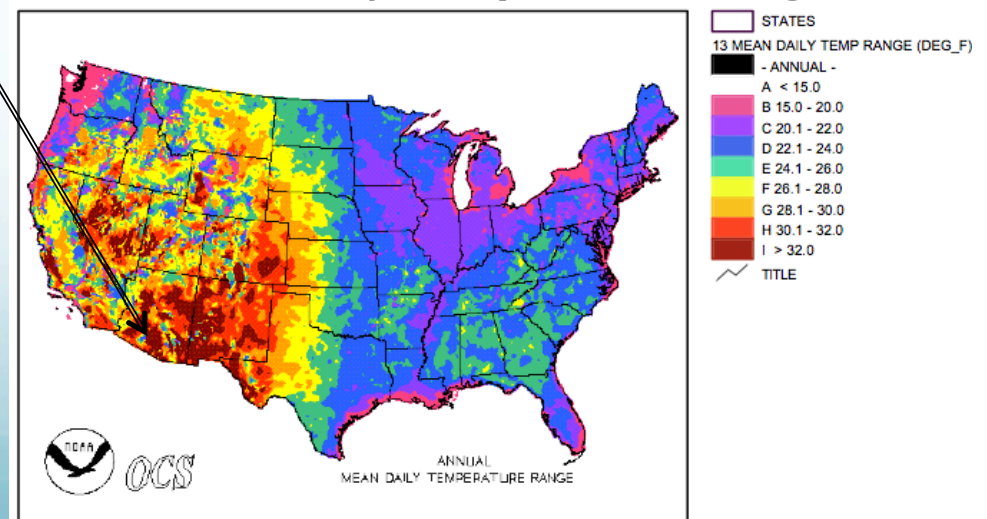 STATES
13 MEAN DAILY TEMP RANGE (DEG_F)
- ANNUAL -
A < 15.0
B 15.0 - 20.0
C 20.1 - 22.0
D 22.1 - 24.0
E 24.1 - 26.0
F 26.1 - 28.0
G 28.1 - 30.0
H 30.1 - 32.0
I > 32.0
TITLE
NOAA
OCS
ANNUAL
MEAN DAILY TEMPERATURE RANGE